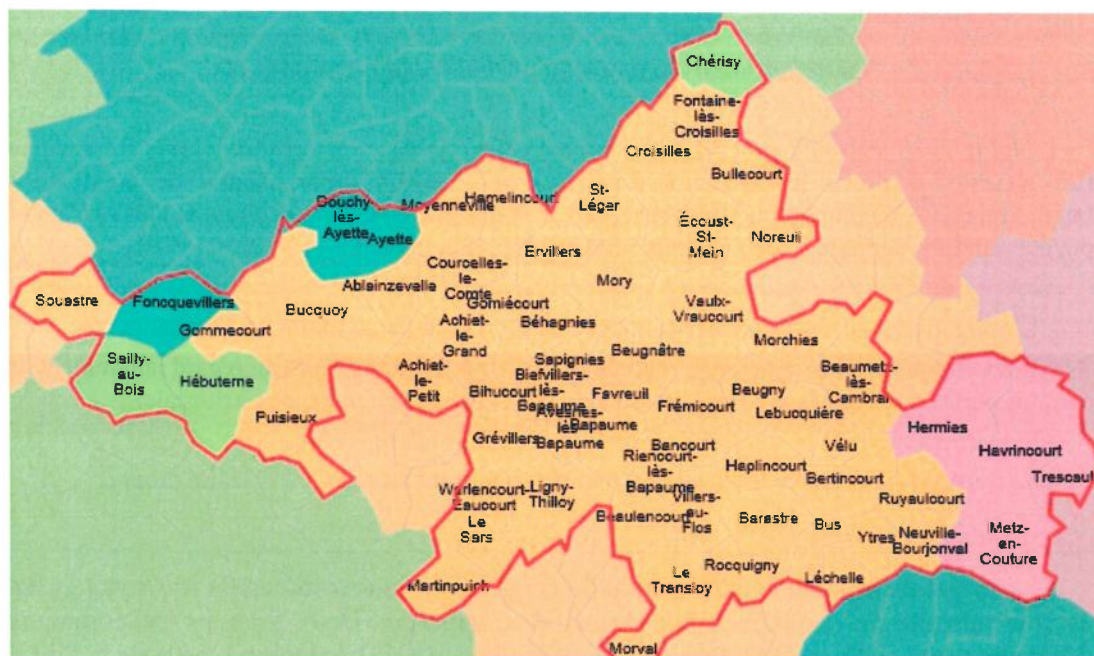 Chérisy
Fontaine-
lès-
Croisilles
Croisilles
Bullecourt
Hamelincourt
St-
Léger
Moyenneville
Douchy-
lès-
Ayette
Ayette
Écoust-
St-
Mein
Noreuil
Ervillers
Courcelles-
le-
Comte
Mory
Ablainzevelle
Souastre
Foncquevillers
Bucquoy
Gomiécourt
Vaulx-
Vraucourt
Gommecourt
Achiet-
le-
Grand
Béhagnies
Morchies
Sailly-
au-
Bois
Hébuterne
Achiet-
le-
Petit
Sapignies
Beugnâtre
Beaumetz-
lès-
Cambrai
Biefvillers-
lès-
Bapaume
Bihucourt
Favreuil
Beugny
Frémicourt
Lebucquière
Puisieux
Avesnes-
lès-
Bapaume
Bapaume
Hermies
Grévillers
Bancourt
Vélu
Havrincourt
Riencourt-
lès-
Bapaume
Haplincourt
Bertincourt
Trescault
Warlencourt-
Eaucourt
Ligny-
Thilloy
Villers-
au-
Flos
Ruyaulcourt
Le
Sars
Beaulencourt
Barastre
Bus
Ytres
Neuville-
Bourjonval
Metz-
en-
Couture
Martinpuich
Le
Transloy
Rocquigny
Léchelle
Morval